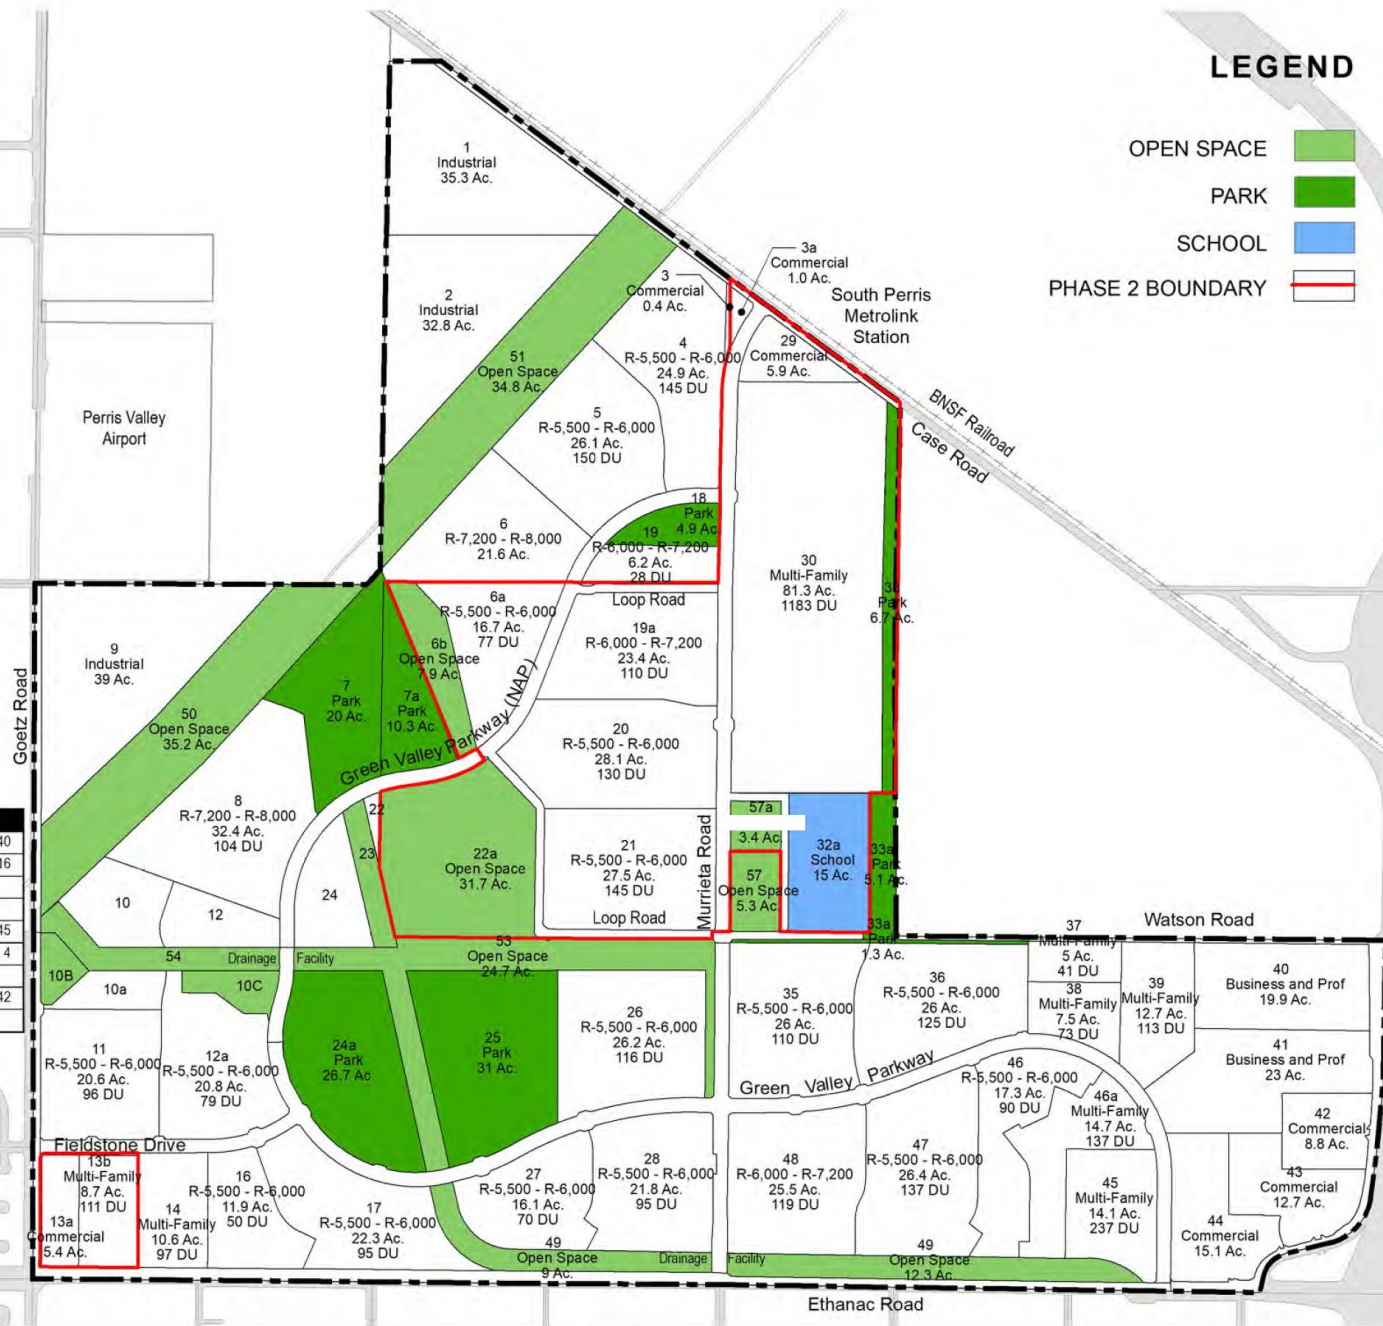 LEGEND
OPEN SPACE
PARK
SCHOOL
PHASE 2 BOUNDARY
1
Industrial
35.3 Ac.
2
Industrial
32.8 Ac.
3a
Commercial
1.0 Ac.
3
Commercial
0.4 Ac.
South Perris
Metrolink
Station
29
Commercial
5.9 Ac.
4
R-5,500 - R-6,000
24.9 Ac.
145 DU
51
Open Space
34.8 Ac.
5
R-5,500 - R-6,000
26.1 Ac.
150 DU
Perris Valley
Airport
BNSF Railroad
Case Road
18
Park
4.9 Ac.
6
R-7,200 - R-8,000
21.6 Ac.
19
R-6,000 - R-7,200
6.2 Ac.
28 DU
30
Multi-Family
81.3 Ac.
1183 DU
Park
6.7 Ac.
Loop Road
6a
R-5,500 - R-6,000
16.7 Ac.
77 DU
6b
Open Space
7.9 Ac.
19a
R-6,000 - R-7,200
23.4 Ac.
110 DU
9
Industrial
39 Ac.
Goetz Road
7
Park
20 Ac.
7a
Park
10.3 Ac.
50
Open Space
35.2 Ac.
Green Valley Parkway (NAP)
20
R-5,500 - R-6,000
28.1 Ac.
130 DU
8
R-7,200 - R-8,000
32.4 Ac.
104 DU
22
23
22a
Open Space
31.7 Ac.
21
R-5,500 - R-6,000
27.5 Ac.
145 DU
Murrieta Road
57a
3.4 Ac.
57
Open Space
5.3 Ac.
32a
School
15 Ac.
33a
Park
5.1 Ac.
40
16
45
4
42
10
12
24
Loop Road
33a
Park
1.3 Ac.
Watson Road
10B
54
Drainage Facility
53
Open Space
24.7 Ac.
10a
10C
37
Multi-Family
5 Ac.
41 DU
38
Multi-Family
7.5 Ac.
73 DU
39
Multi-Family
12.7 Ac.
113 DU
40
Business and Prof
19.9 Ac.
35
R-5,500 - R-6,000
26 Ac.
110 DU
36
R-5,500 - R-6,000
26 Ac.
125 DU
26
R-5,500 - R-6,000
26.2 Ac.
116 DU
11
R-5,500 - R-6,000
20.6 Ac.
96 DU
12a
R-5,500 - R-6,000
20.8 Ac.
79 DU
24a
Park
26.7 Ac.
25
Park
31 Ac.
41
Business and Prof
23 Ac.
Green Valley Parkway
46
R-5,500 - R-6,000
17.3 Ac.
90 DU
46a
Multi-Family
14.7 Ac.
137 DU
42
Commercial
8.8 Ac.
Fieldstone Drive
13b
Multi-Family
8.7 Ac.
111 DU
13a
Commercial
5.4 Ac.
14
Multi-Family
10.6 Ac.
97 DU
16
R-5,500 - R-6,000
11.9 Ac.
50 DU
17
R-5,500 - R-6,000
22.3 Ac.
95 DU
27
R-5,500 - R-6,000
16.1 Ac.
70 DU
28
R-5,500 - R-6,000
21.8 Ac.
95 DU
48
R-6,000 - R-7,200
25.5 Ac.
119 DU
47
R-5,500 - R-6,000
26.4 Ac.
137 DU
45
Multi-Family
14.1 Ac.
237 DU
43
Commercial
12.7 Ac.
44
Commercial
15.1 Ac.
49
Open Space
9 Ac.
Drainage Facility
49
Open Space
12.3 Ac.
Ethanac Road